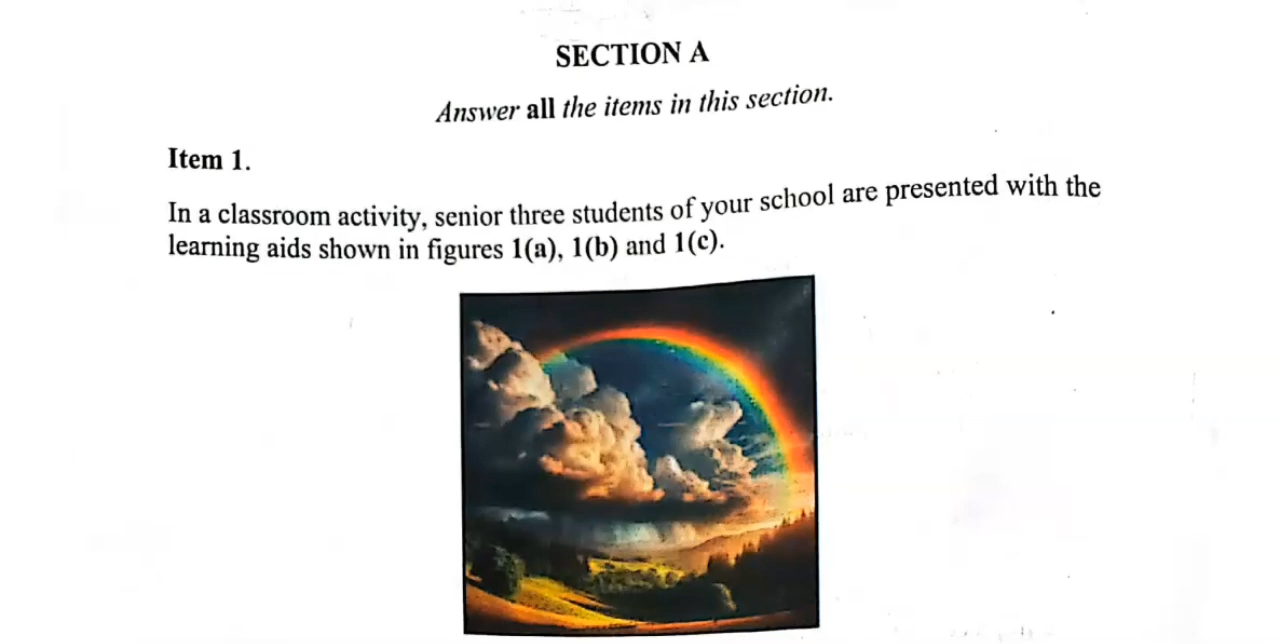 SECTION A
Answer all the items in this section.
Item 1.
In a classroom activity, senior three students of your school are presented with the
learning aids shown in figures 1(a), 1(b) and 1(c).